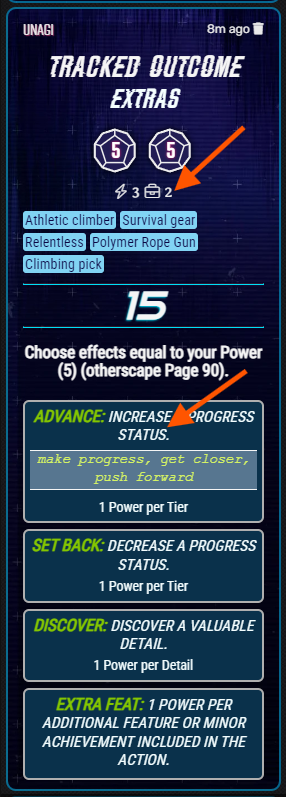 UNAGI 8m ago
TRACKED OUTCOME
EXTRAS
5 5
3 2
Athletic climber Survival gear
Relentless Polymer Rope Gun
Climbing pick
15
Choose effects equal to your Power
(5) (otherscape Page 90).
ADVANCE: INCREASE PROGRESS
STATUS.
make progress, get closer,
push forward
1 Power per Tier
SET BACK: DECREASE A PROGRESS
STATUS.
1 Power per Tier
DISCOVER: DISCOVER A VALUABLE
DETAIL.
1 Power per Detail
EXTRA FEAT: 1 POWER PER
ADDITIONAL FEATURE OR MINOR
ACHIEVEMENT INCLUDED IN THE
ACTION.